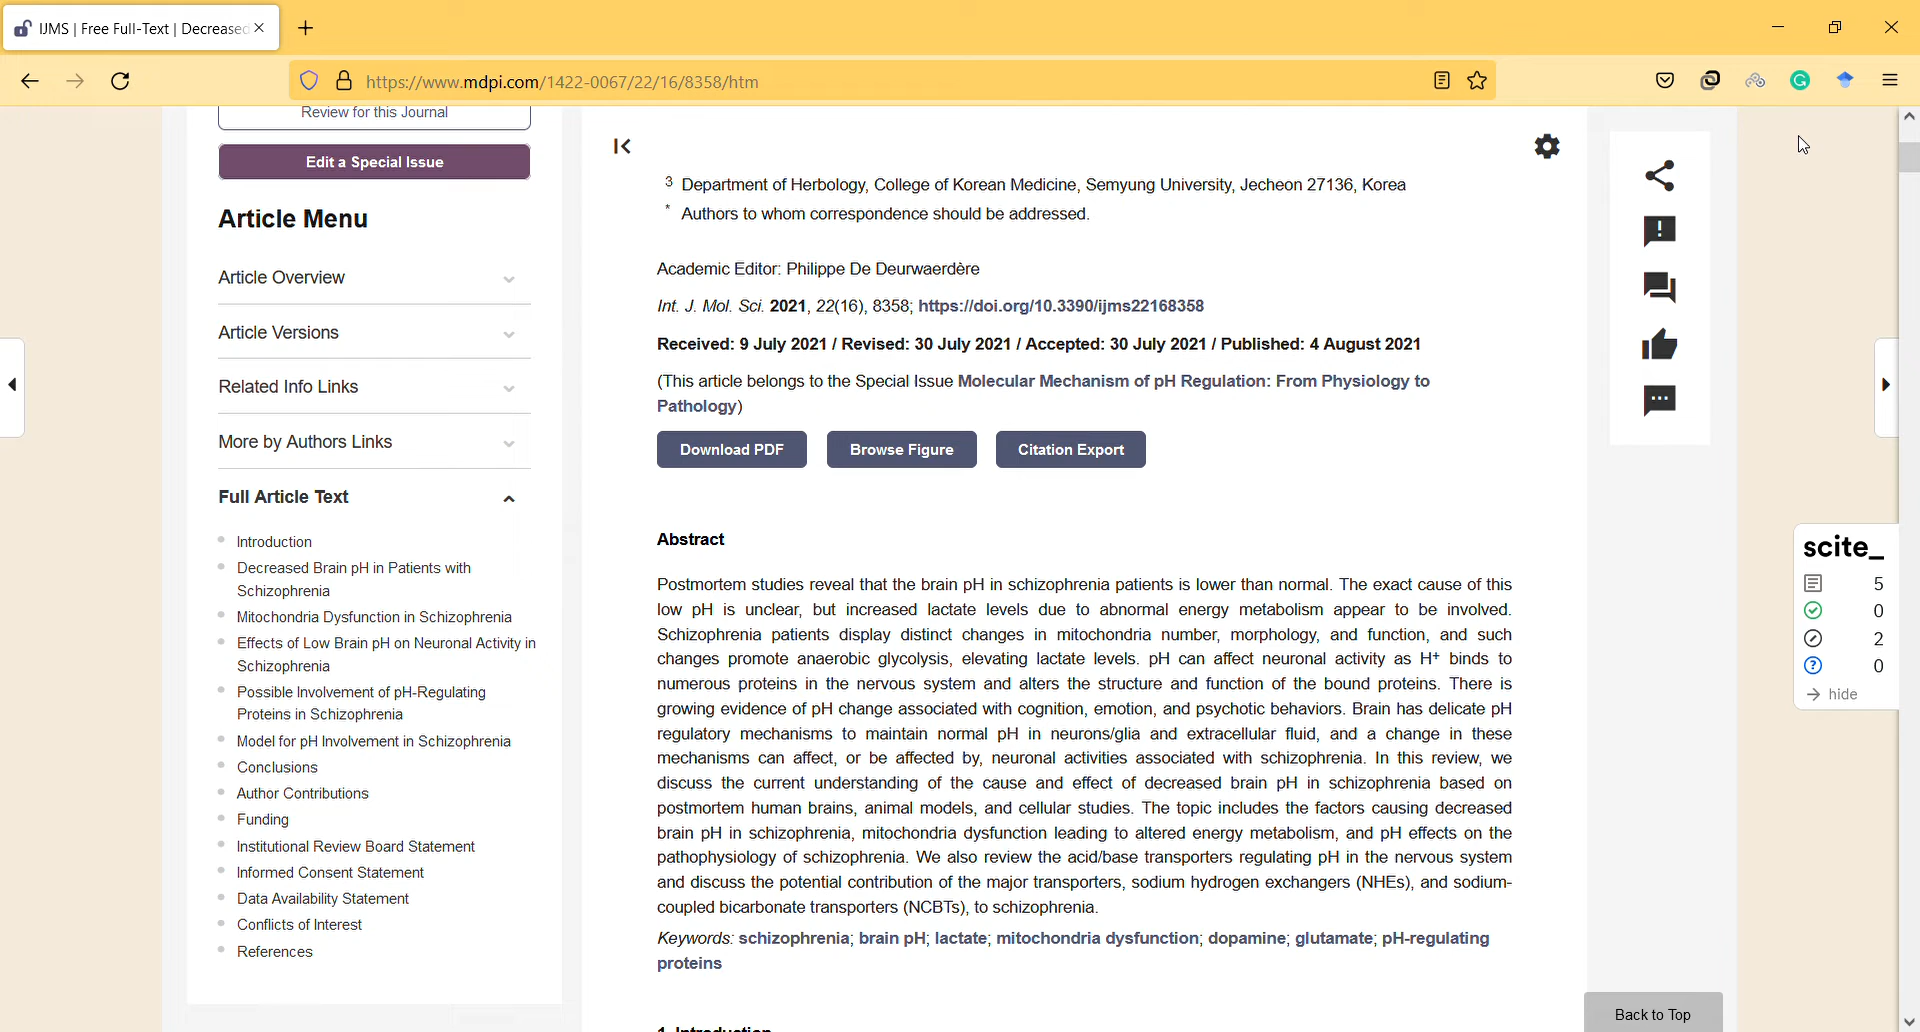 IJMS | Free Full-Text | Decreased
https://www.mdpi.com/1422-0067/22/16/8358/htm
Review for this Journal
Edit a Special Issue
Article Menu
Article Overview
Article Versions
Related Info Links
More by Authors Links
Full Article Text
Introduction
Decreased Brain pH in Patients with
Schizophrenia
Mitochondria Dysfunction in Schizophrenia
Effects of Low Brain pH on Neuronal Activity in
Schizophrenia
Possible Involvement of pH-Regulating
Proteins in Schizophrenia
Model for pH Involvement in Schizophrenia
Conclusions
Author Contributions
Funding
Institutional Review Board Statement
Informed Consent Statement
Data Availability Statement
Conflicts of Interest
References
3 Department of Herbology, College of Korean Medicine, Semyung University, Jecheon 27136, Korea
* Authors to whom correspondence should be addressed.
Academic Editor: Philippe De Deurwaerdère
Int. J. Mol. Sci. 2021, 22(16), 8358; https://doi.org/10.3390/ijms22168358
Received: 9 July 2021 / Revised: 30 July 2021 / Accepted: 30 July 2021 / Published: 4 August 2021
(This article belongs to the Special Issue Molecular Mechanism of pH Regulation: From Physiology to
Pathology)
Download PDF
Browse Figure
Citation Export
Abstract
Postmortem studies reveal that the brain pH in schizophrenia patients is lower than normal. The exact cause of this
low pH is unclear, but increased lactate levels due to abnormal energy metabolism appear to be involved.
Schizophrenia patients display distinct changes in mitochondria number, morphology, and function, and such
changes promote anaerobic glycolysis, elevating lactate levels. pH can affect neuronal activity as H+ binds to
numerous proteins in the nervous system and alters the structure and function of the bound proteins. There is
growing evidence of pH change associated with cognition, emotion, and psychotic behaviors. Brain has delicate pH
regulatory mechanisms to maintain normal pH in neurons/glia and extracellular fluid, and a change in these
mechanisms can affect, or be affected by, neuronal activities associated with schizophrenia. In this review, we
discuss the current understanding of the cause and effect of decreased brain pH in schizophrenia based on
postmortem human brains, animal models, and cellular studies. The topic includes the factors causing decreased
brain pH in schizophrenia, mitochondria dysfunction leading to altered energy metabolism, and pH effects on the
pathophysiology of schizophrenia. We also review the acid/base transporters regulating pH in the nervous system
and discuss the potential contribution of the major transporters, sodium hydrogen exchangers (NHEs), and sodium-
coupled bicarbonate transporters (NCBTs), to schizophrenia.
Keywords: schizophrenia; brain pH; lactate; mitochondria dysfunction; dopamine; glutamate; pH-regulating
proteins
1. Introduction
scite_
5
0
2
0
hide
Back to Top